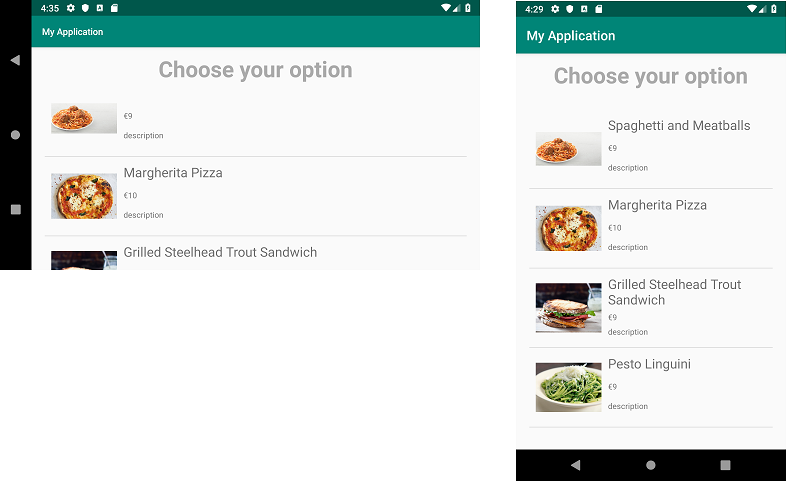 4:35
My Application
Choose your option
€9
description
Margherita Pizza
€10
description
Grilled Steelhead Trout Sandwich
4:29
My Application
Choose your option
Spaghetti and Meatballs
€9
description
Margherita Pizza
€10
description
Grilled Steelhead Trout
Sandwich
€9
description
Pesto Linguini
€9
description